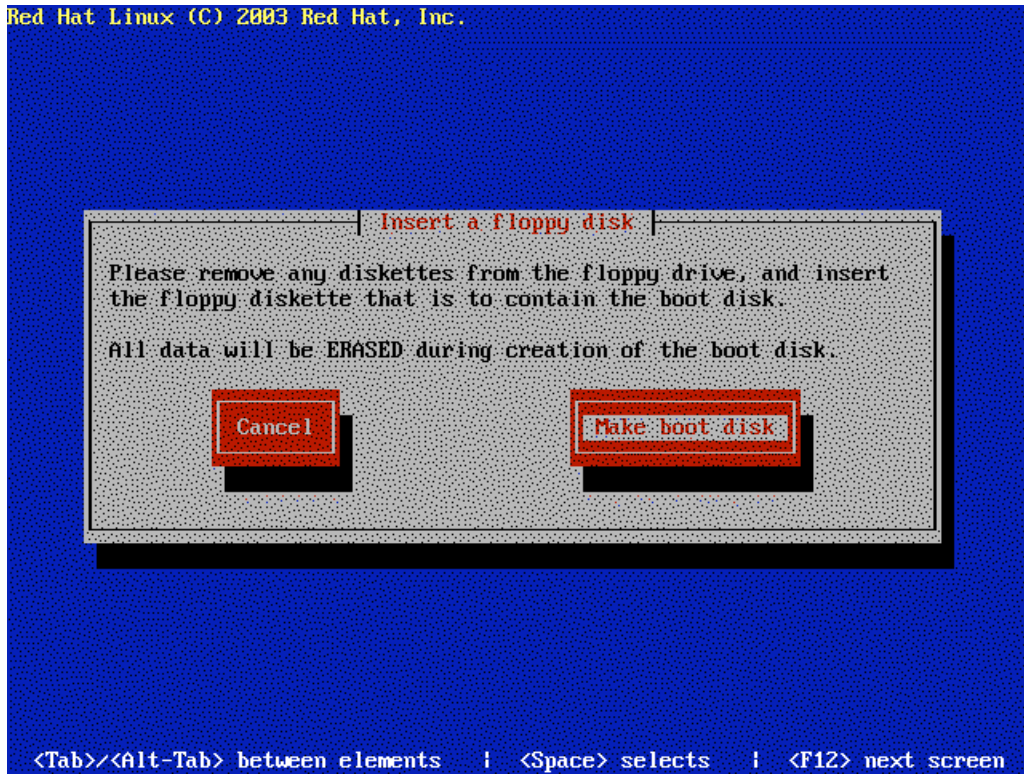 Red Hat Linux (C) 2003 Red Hat, Inc.
Insert a floppy disk
Please remove any diskettes from the floppy drive, and insert
the floppy diskette that is to contain the boot disk.
All data will be ERASED during creation of the boot disk.
Cancel Make boot disk
<Tab>/<Alt-Tab> between elements | <Space> selects | <F12> next screen